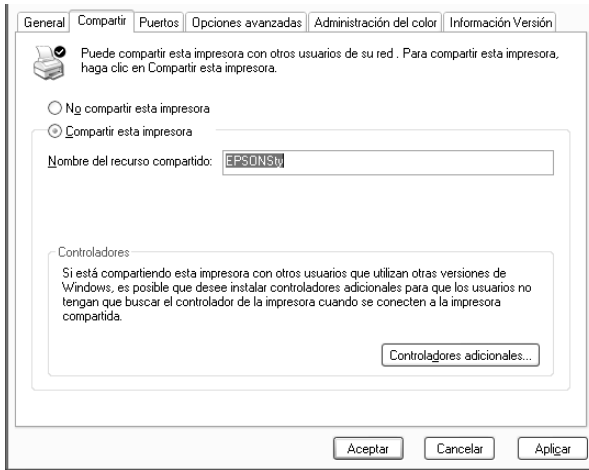 General Compartir Puertos Opciones avanzadas Administración del color Información Versión
Puede compartir esta impresora con otros usuarios de su red . Para compartir esta impresora,
haga clic en Compartir esta impresora.
No compartir esta impresora
Compartir esta impresora
Nombre del recurso compartido: EPSONSty
Controladores
Si está compartiendo esta impresora con otros usuarios que utilizan otras versiones de
Windows, es posible que desee instalar controladores adicionales para que los usuarios no
tengan que buscar el controlador de la impresora cuando se conecten a la impresora
compartida.
Controladores adicionales...
Aceptar Cancelar Aplicar